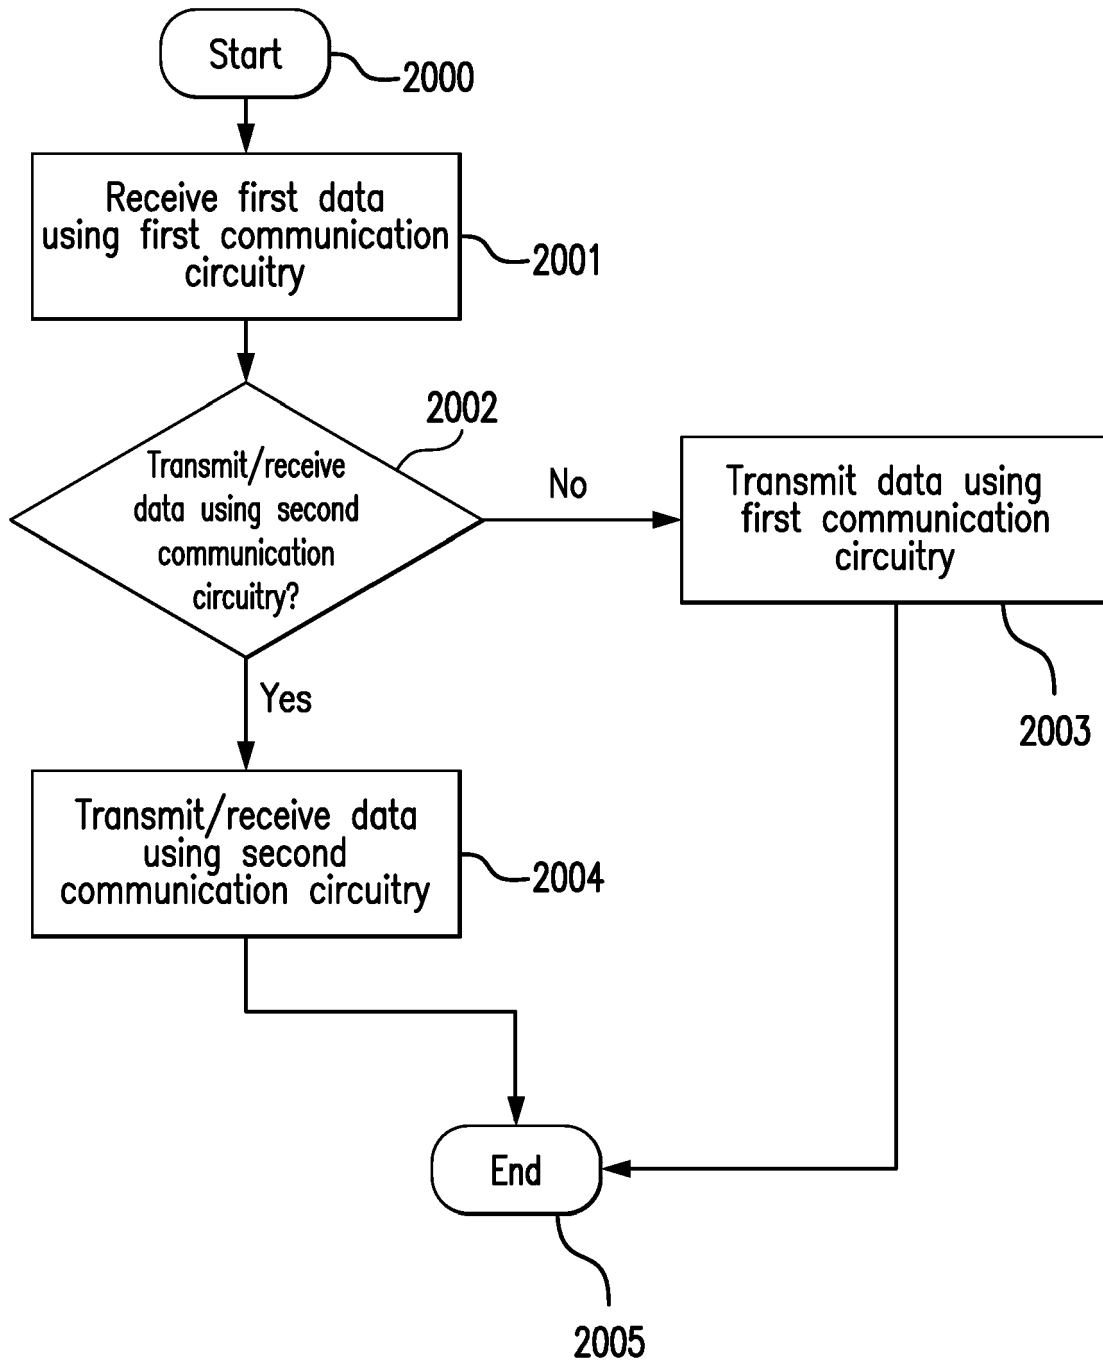 Start
2000
Receive first data
using first communication
circuitry
2001
2002
Transmit/receive
data using second
communication
circuitry?
No
Transmit data using
first communication
circuitry
2003
Yes
Transmit/receive data
using second
communication circuitry
2004
End
2005